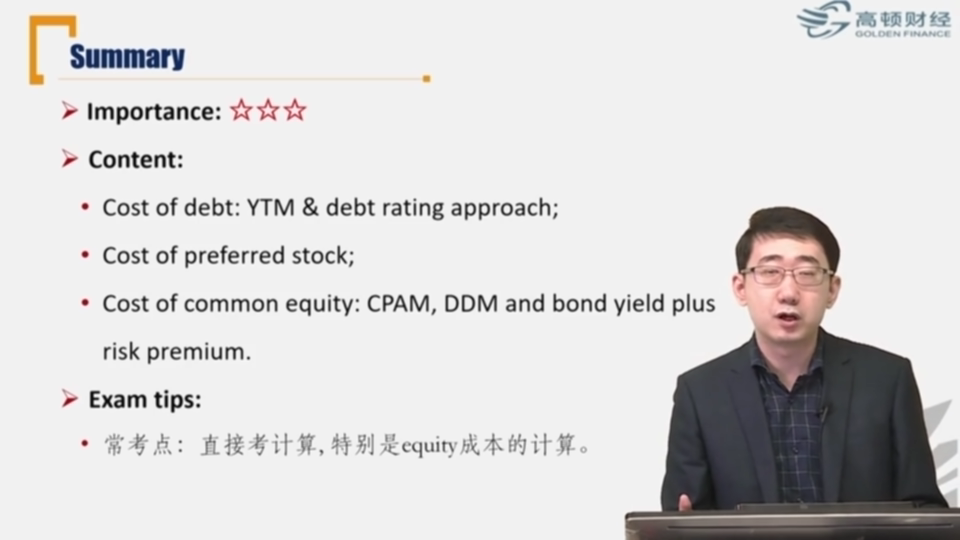 高顿财经
GOLDEN FINANCE
Summary
Importance: ☆☆☆
Content:
Cost of debt: YTM & debt rating approach;
Cost of preferred stock;
Cost of common equity: CPAM, DDM and bond yield plus
risk premium.
Exam tips:
常考点：直接考计算, 特别是equity成本的计算。